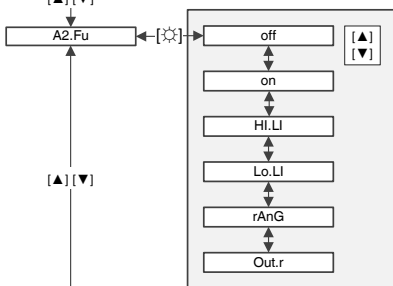 [▲] [▼]
A2.Fu
[☼]
off
[▲]
[▼]
on
HI.LI
Lo.LI
[▲] [▼]
rAnG
Out.r